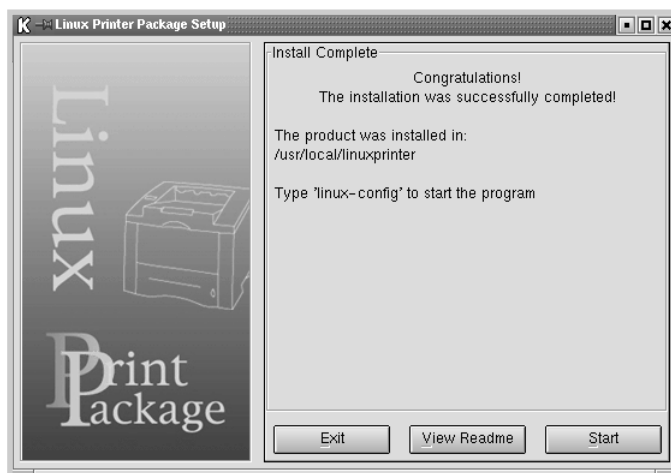 Linux Printer Package Setup
Linux
Print
Package
Install Complete
Congratulations!
The installation was successfully completed!
The product was installed in:
/usr/local/linuxprinter
Type 'linux-config' to start the program
Exit
View Readme
Start